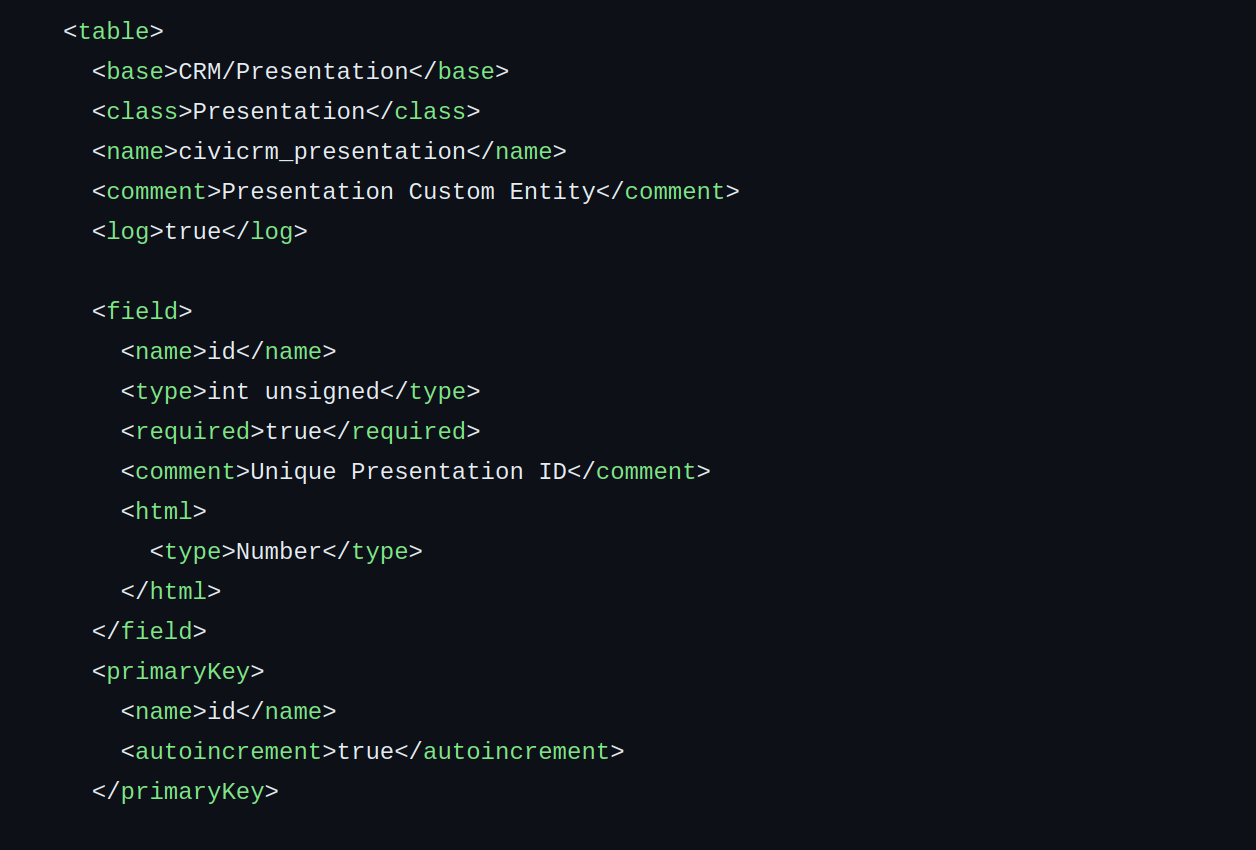 <table>
<base>CRM/Presentation</base>
<class>Presentation</class>
<name>civicrm_presentation</name>
<comment>Presentation Custom Entity</comment>
<log>true</log>
<field>
<name>id</name>
<type>int unsigned</type>
<required>true</required>
<comment>Unique Presentation ID</comment>
<html>
<type>Number</type>
</html>
</field>
<primaryKey>
<name>id</name>
<autoincrement>true</autoincrement>
</primaryKey>